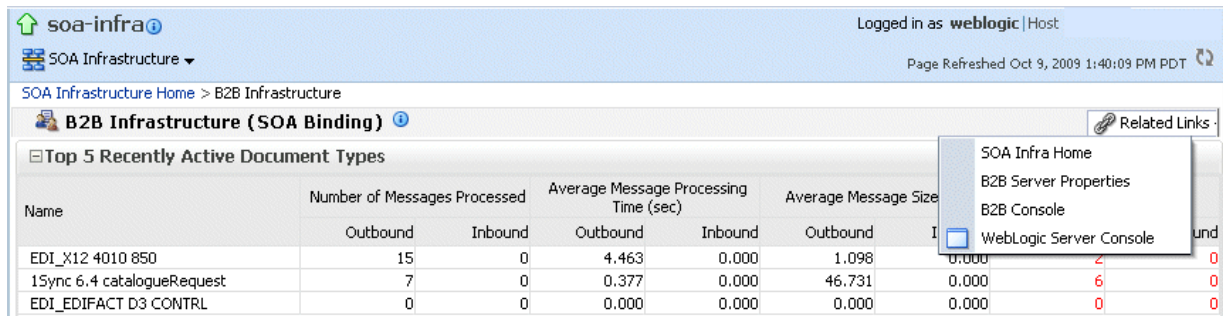 soa-infra
Logged in as weblogic|Host
SOA Infrastructure
Page Refreshed Oct 9, 2009 1:40:09 PM PDT
SOA Infrastructure Home > B2B Infrastructure
B2B Infrastructure (SOA Binding)
Related Links
Top 5 Recently Active Document Types
SOA Infra Home
B2B Server Properties
B2B Console
WebLogic Server Console
Name
Number of Messages Processed
Average Message Processing Time (sec)
Average Message Size
Outbound Inbound Outbound Inbound Outbound
EDI_X12 4010 850 15 0 4.463 0.000 1.098 0.000 2 0
1Sync 6.4 catalogueRequest 7 0 0.377 0.000 46.731 0.000 6 0
EDI_EDIFACT D3 CONTRL 0 0 0.000 0.000 0.000 0.000 0 0